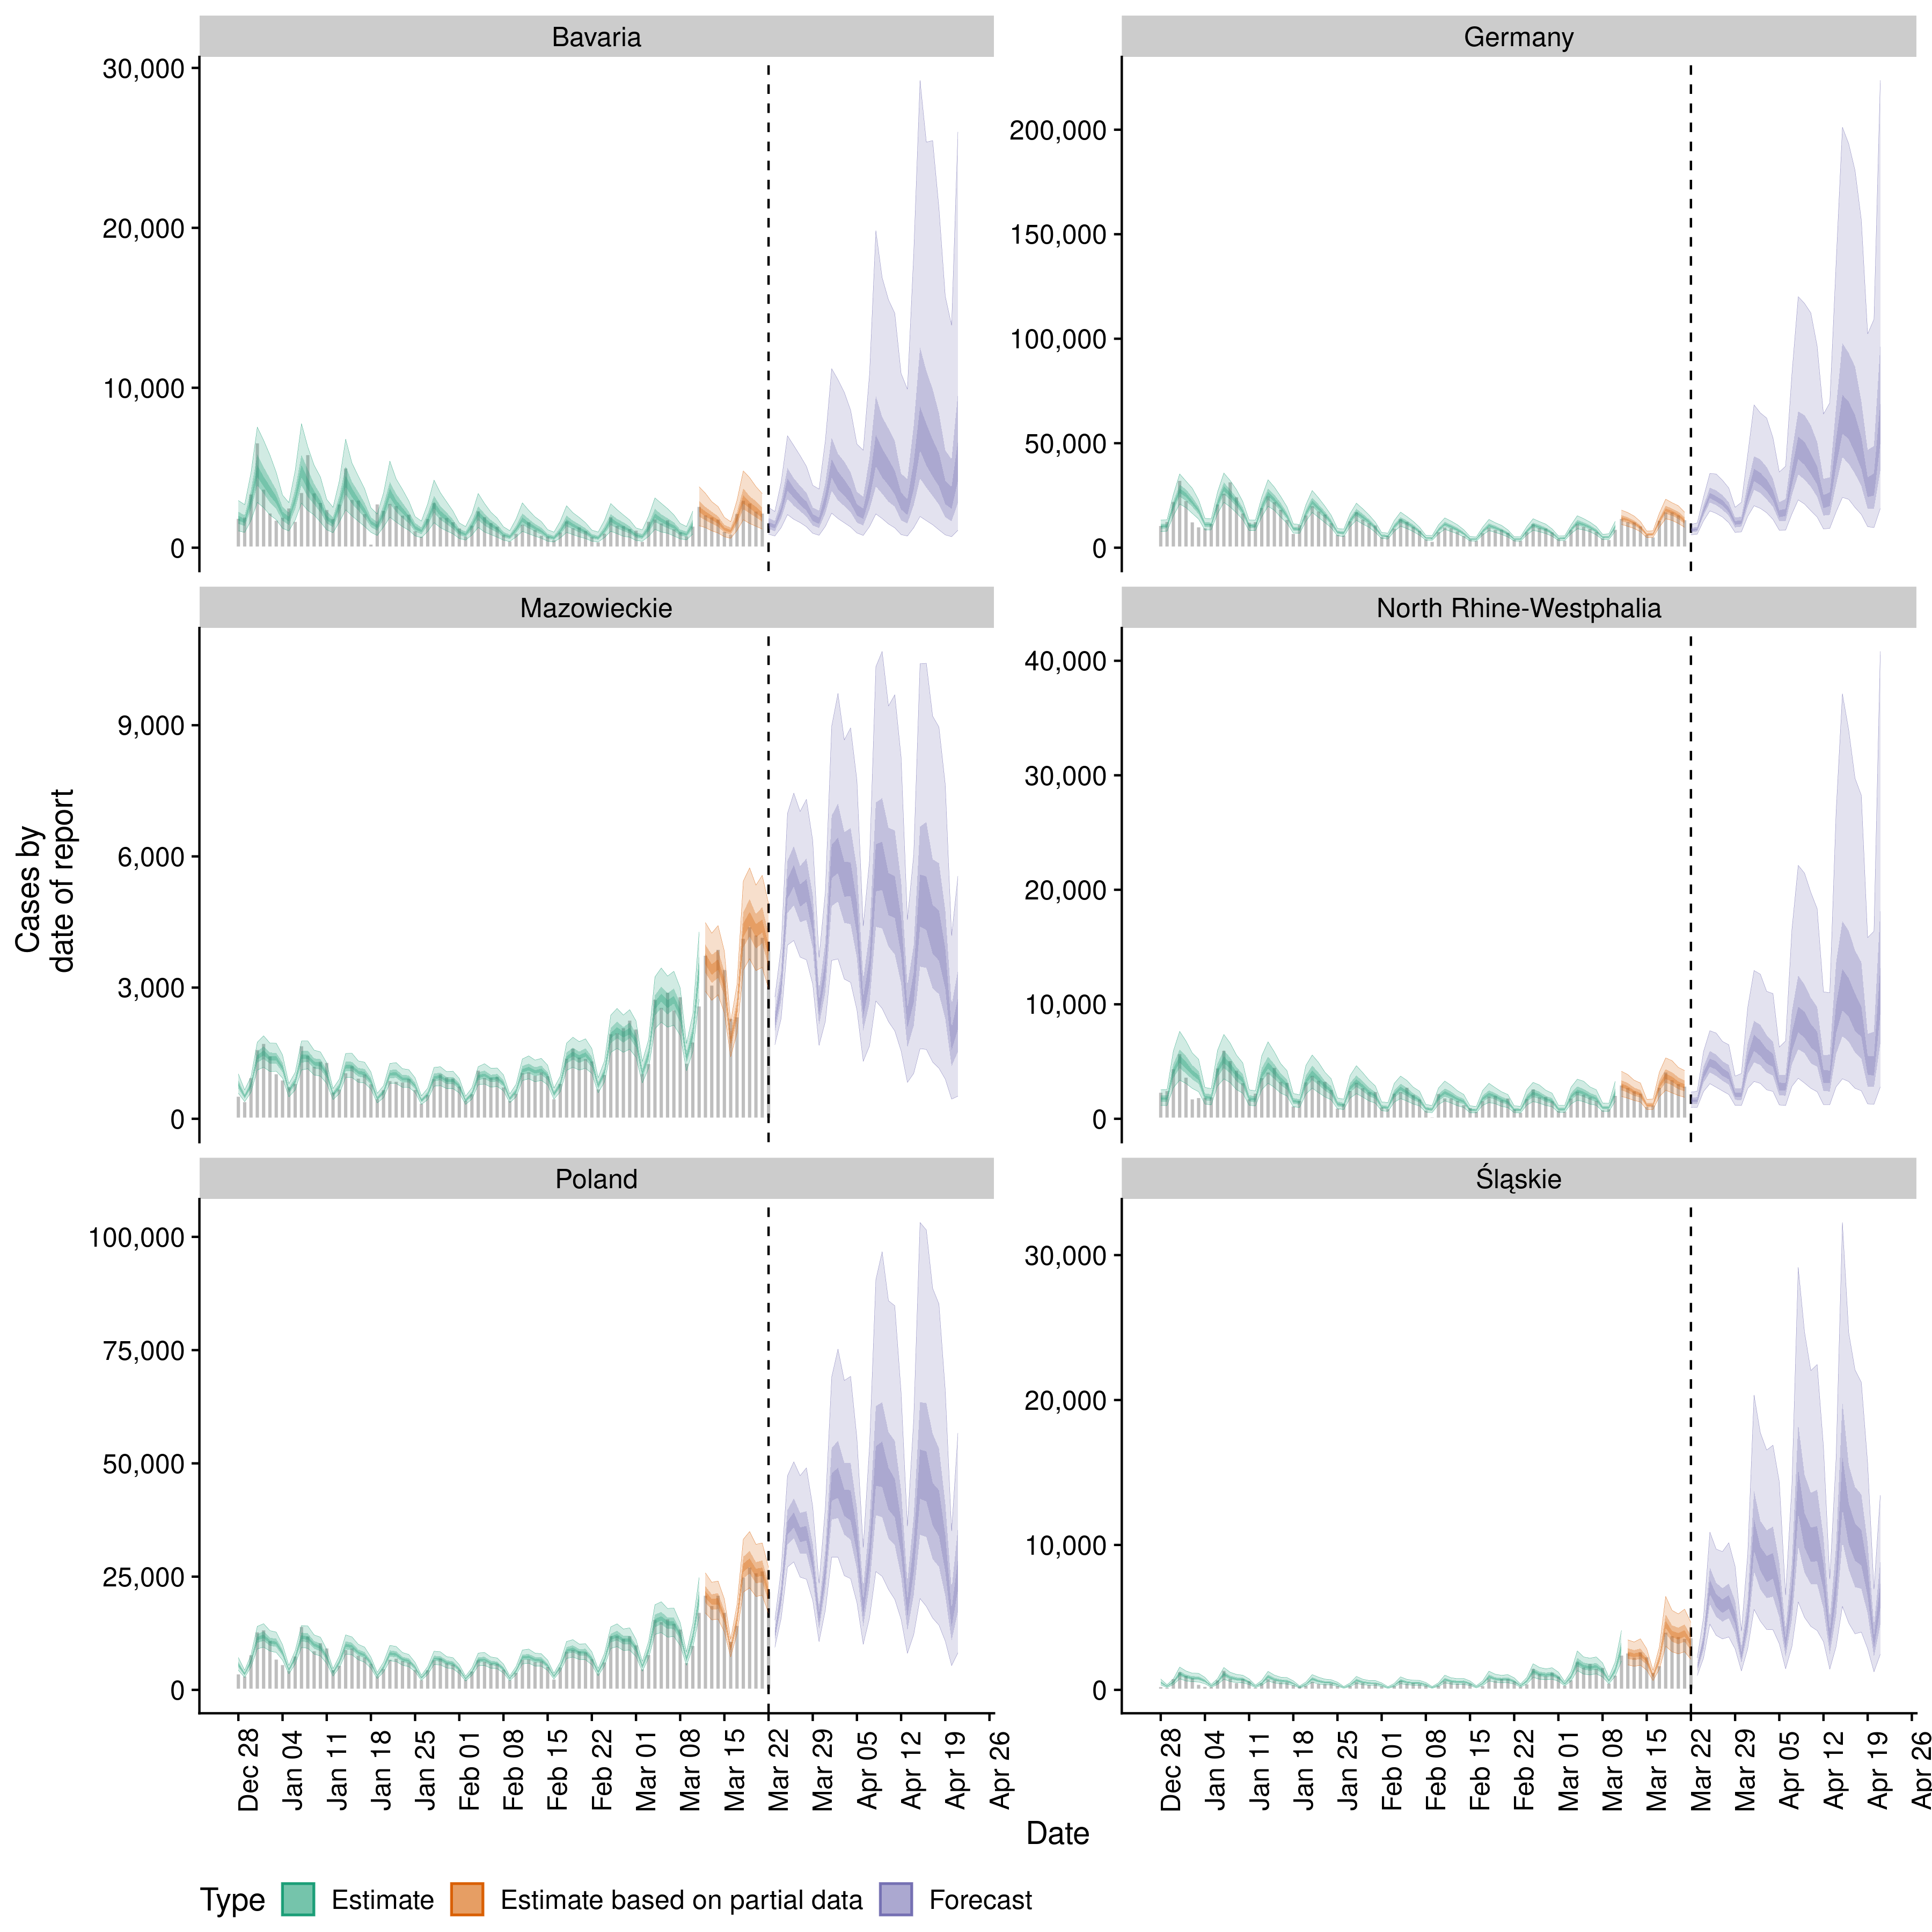 Bavaria
Germany
30,000
20,000
10,000
0
200,000
150,000
100,000
50,000
0
Mazowieckie
North Rhine-Westphalia
Cases by
date of report
9,000
6,000
3,000
0
40,000
30,000
20,000
10,000
0
Poland
Śląskie
100,000
75,000
50,000
25,000
0
30,000
20,000
10,000
0
Dec 28
Jan 04
Jan 11
Jan 18
Jan 25
Feb 01
Feb 08
Feb 15
Feb 22
Mar 01
Mar 08
Mar 15
Mar 22
Mar 29
Apr 05
Apr 12
Apr 19
Apr 26
Dec 28
Jan 04
Jan 11
Jan 18
Jan 25
Feb 01
Feb 08
Feb 15
Feb 22
Mar 01
Mar 08
Mar 15
Mar 22
Mar 29
Apr 05
Apr 12
Apr 19
Apr 26
Date
Type Estimate Estimate based on partial data Forecast